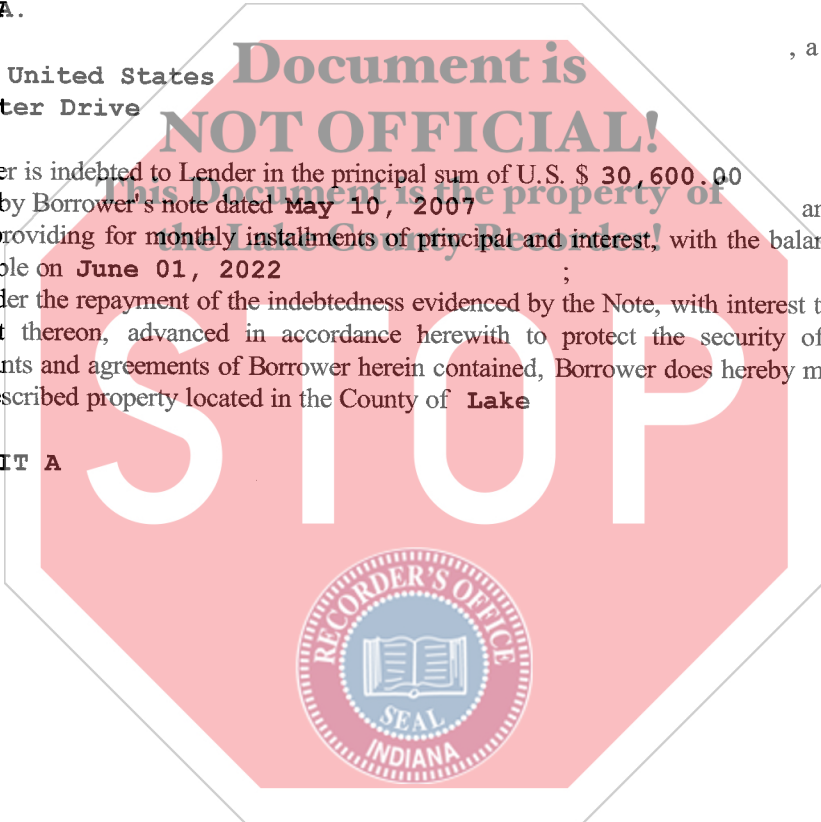 A.
, a
United States
ter Drive
er is indebted to Lender in the principal sum of U.S. $ 30,600.00
by Borrower's note dated May 10, 2007 an
roviding for monthly installments of principal and interest, with the balan
ble on June 01, 2022 ;
der the repayment of the indebtedness evidenced by the Note, with interest t
t thereon, advanced in accordance herewith to protect the security of
nts and agreements of Borrower herein contained, Borrower does hereby m
scribed property located in the County of Lake
IT A
Document is
NOT OFFICIAL!
This Document is the property of
the Lake County Recorder!
STOP
RECORDER'S OFFICE
SEAL
INDIANA